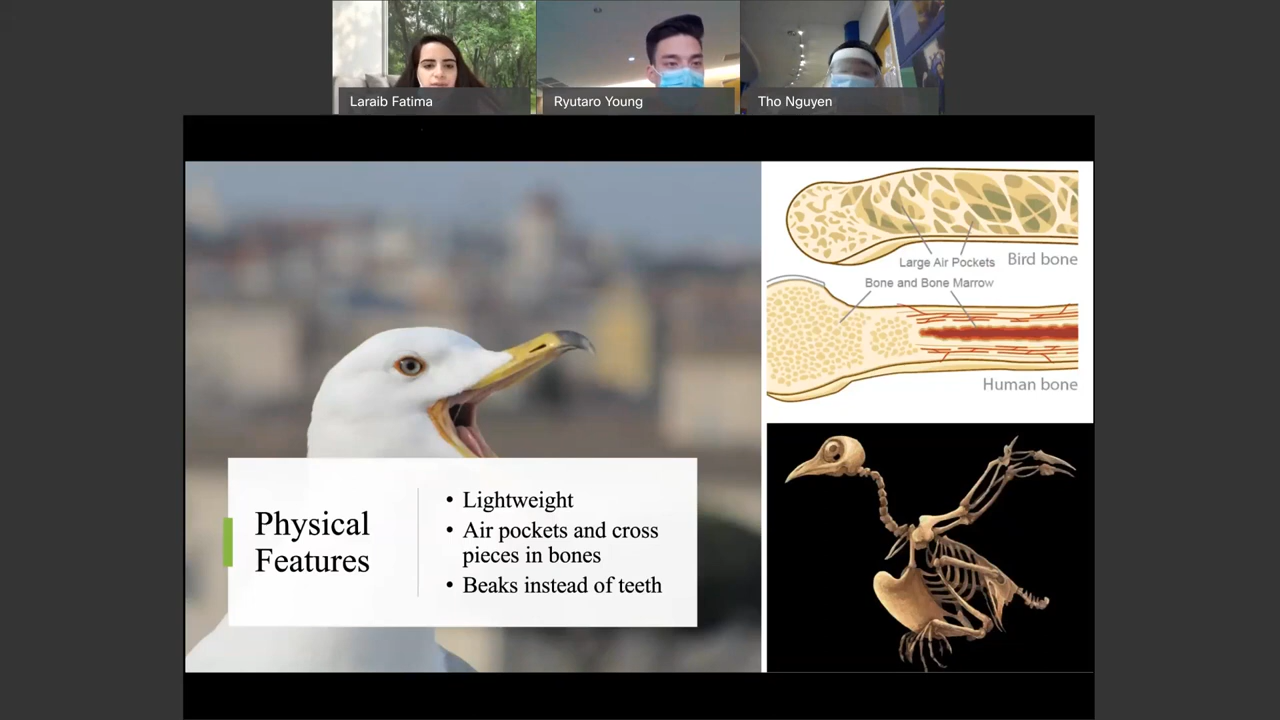 Laraib Fatima
Ryutaro Young
Tho Nguyen
Physical
Features
• Lightweight
• Air pockets and cross
pieces in bones
• Beaks instead of teeth
Large Air Pockets
Bird bone
Bone and Bone Marrow
Human bone